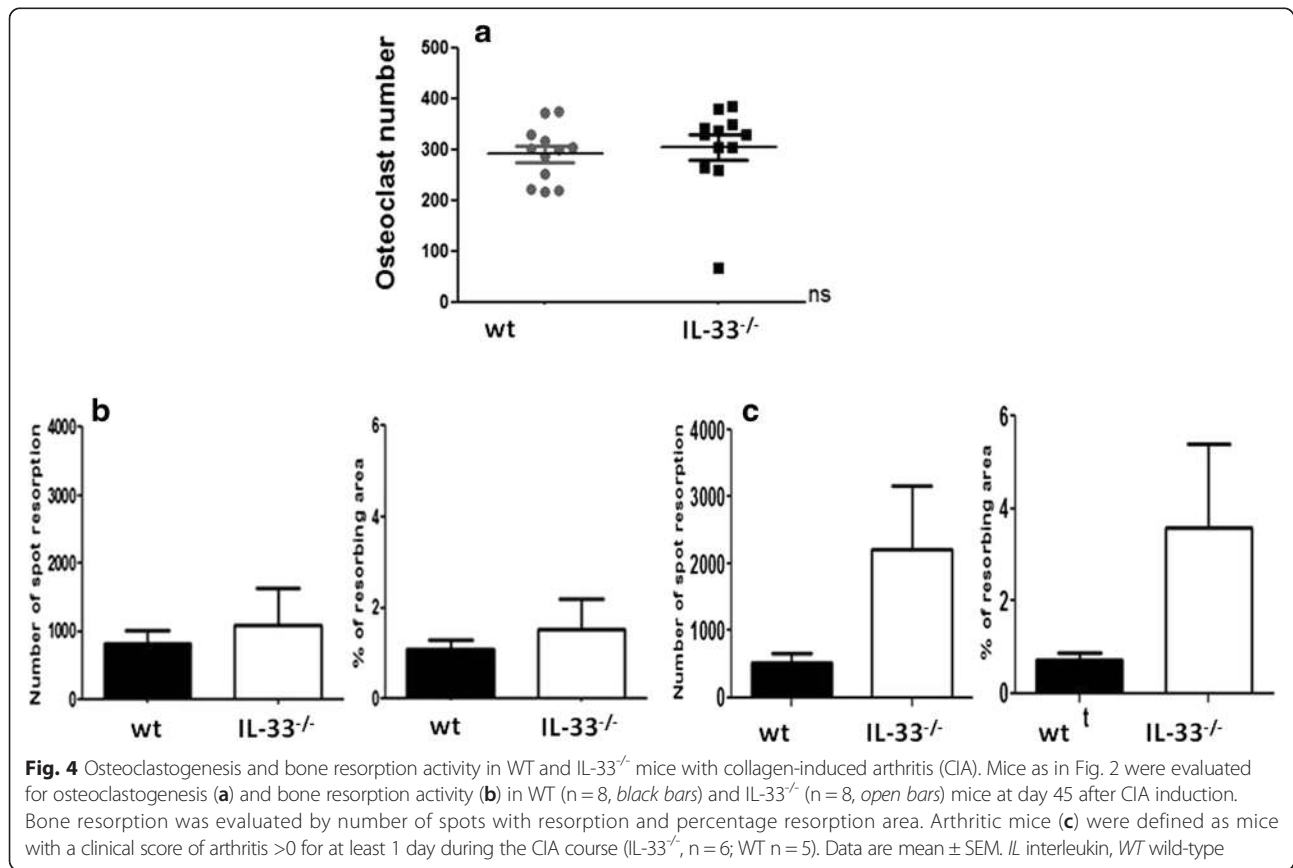 a
500
400
300
200
100
0
Osteoclast number
wt
IL-33-/-
ns
b
4000
3000
2000
1000
0
Number of spot resorption
wt
IL-33-/-
6
4
2
0
% of resorbing area
wt
IL-33-/-
c
4000
3000
2000
1000
0
Number of spot resorption
wt
IL-33-/-
6
4
2
0
% of resorbing area
wt t
IL-33-/-
Fig. 4 Osteoclastogenesis and bone resorption activity in WT and IL-33-/- mice with collagen-induced arthritis (CIA). Mice as in Fig. 2 were evaluated
for osteoclastogenesis (a) and bone resorption activity (b) in WT (n = 8, black bars) and IL-33-/- (n = 8, open bars) mice at day 45 after CIA induction.
Bone resorption was evaluated by number of spots with resorption and percentage resorption area. Arthritic mice (c) were defined as mice
with a clinical score of arthritis >0 for at least 1 day during the CIA course (IL-33-/-, n = 6; WT n = 5). Data are mean ± SEM. IL interleukin, WT wild-type